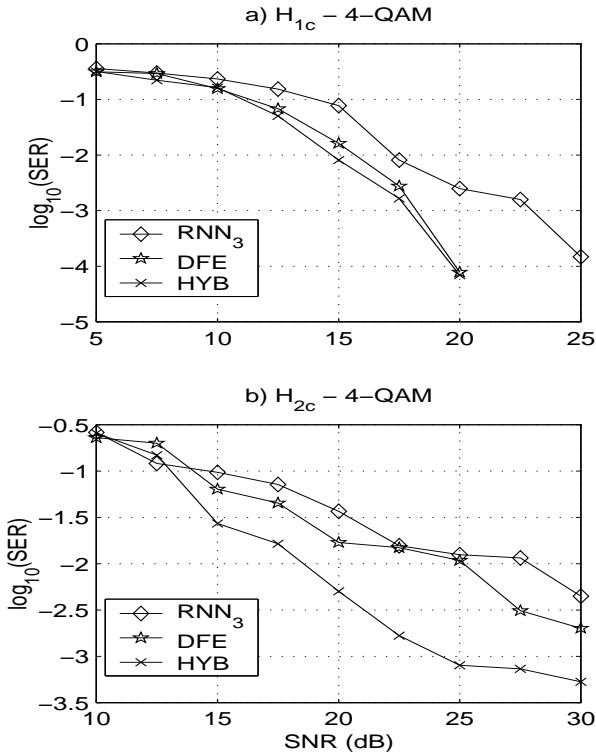 a) H1c − 4−QAM
0
−1
−2
−3
−4
−5
log10(SER)
RNN3
DFE
HYB
5
10
15
20
25
b) H2c − 4−QAM
−0.5
−1
−1.5
−2
−2.5
−3
−3.5
log10(SER)
RNN3
DFE
HYB
10
15
20
25
30
SNR (dB)